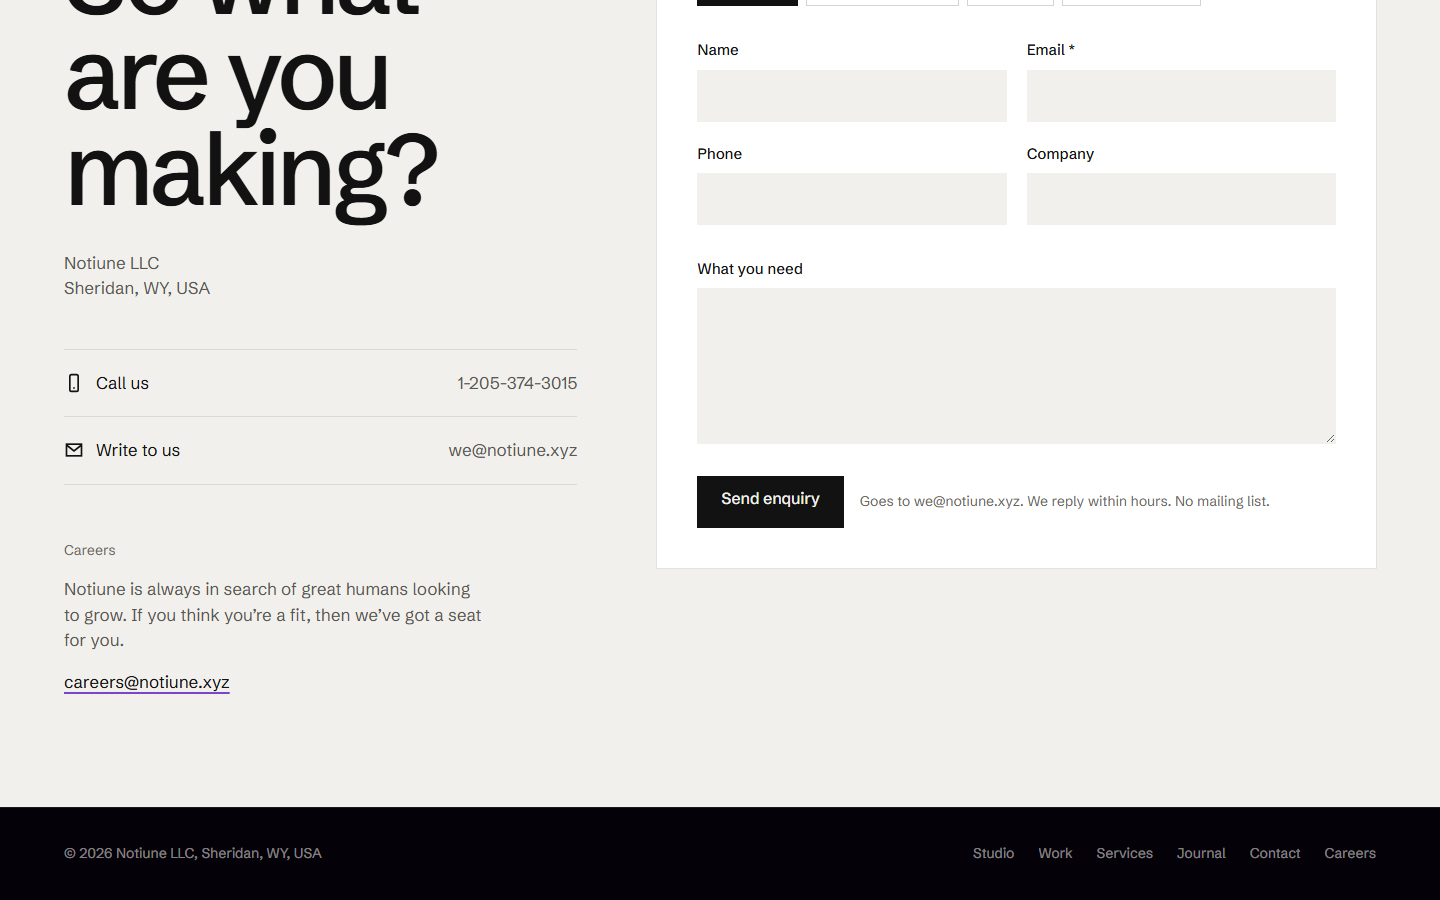 So what
are you
making?
Notiune LLC
Sheridan, WY, USA
Call us 1-205-374-3015
Write to us we@notiune.xyz
Careers
Notiune is always in search of great humans looking
to grow. If you think you’re a fit, then we’ve got a seat
for you.
careers@notiune.xyz
Name Email *
Phone Company
What you need
Send enquiry Goes to we@notiune.xyz. We reply within hours. No mailing list.
© 2026 Notiune LLC, Sheridan, WY, USA Studio Work Services Journal Contact Careers